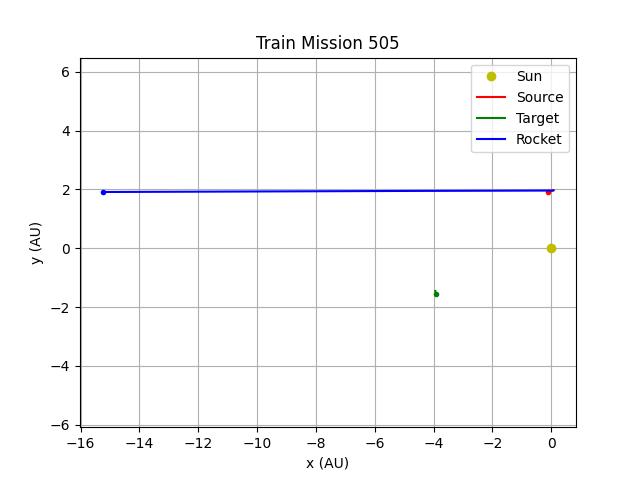 Train Mission 505
Sun
Source
Target
Rocket
6
4
2
0
−2
−4
−6
y (AU)
−16 −14 −12 −10 −8 −6 −4 −2 0
x (AU)